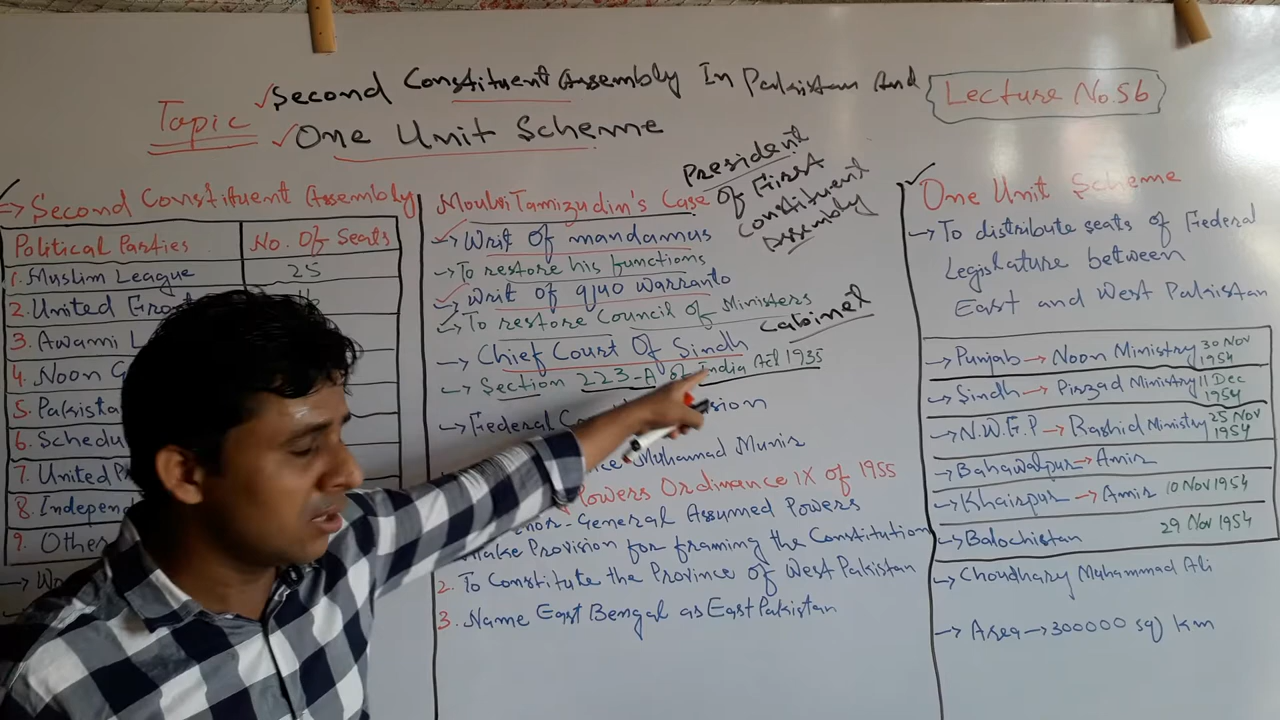 Topic
Second Constituent Assembly In Pakistan And
One Unit Scheme
Lecture No.56
Second Constituent Assembly
Political Parties No. Of Seats
1. Muslim League 25
2. United
3. Awami
4. Noon
5.
6.
7. United
8.
9. Other
Moulvi Tamizudin's Case
President
Of First
Constituent
Assembly
Writ Of mandamus
To restore his functions
Writ Of quo warranto
To restore Council of Ministers
Cabinet
Chief Court Of Sindh
Section 223-A of India Act 1935
Federal
Muhammad Munir
Powers Ordinance IX of 1955
General Assumed Powers
Make Provision for framing the Constitution
2. To Constitute the Province of West Pakistan
3. Name East Bengal as East Pakistan
One Unit Scheme
To distribute seats of Federal
Legislature between
East and West Pakistan
Punjab → Noon Ministry 30 Nov 1954
Sindh → Pirzad Ministry 11 Dec 1954
N.W.F.P → Rashid Ministry 25 Nov 1954
Bahawalpur → Amir
Khairpur → Amir 10 Nov 1954
Balochistan 29 Nov 1954
Choudhary Muhammad Ali
Area → 300000 sq km